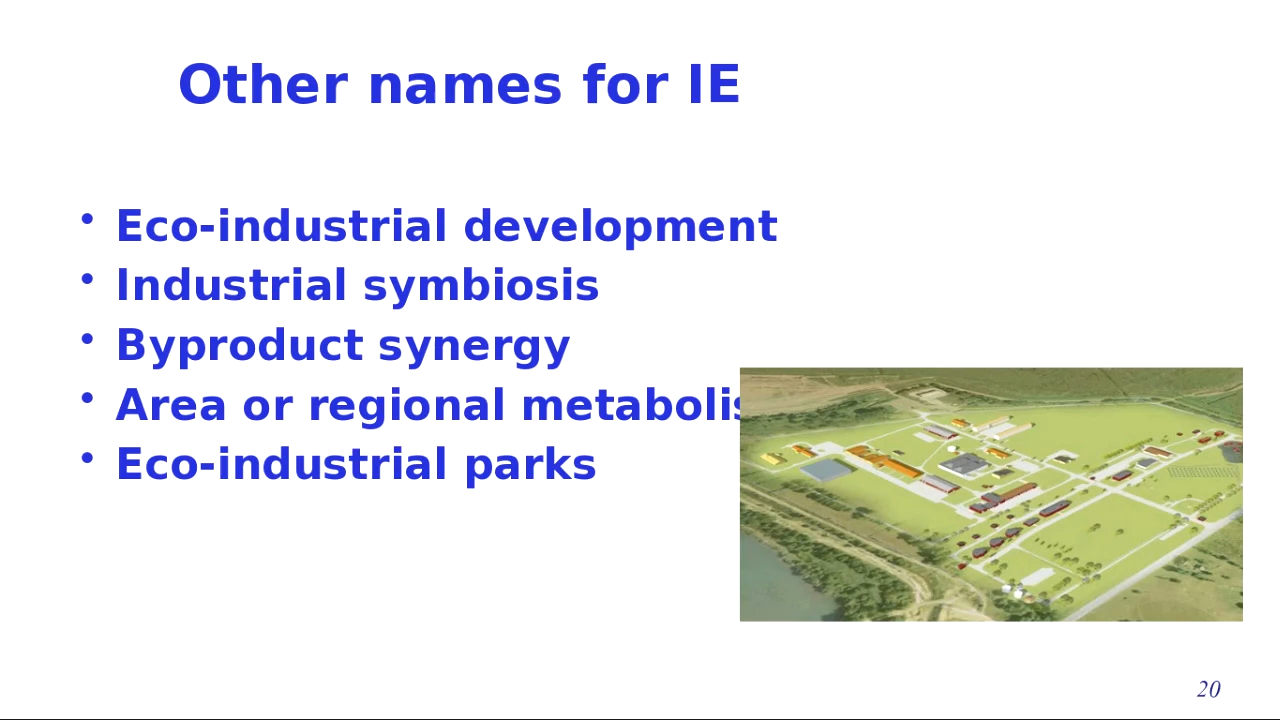 Other names for IE
• Eco-industrial development
• Industrial symbiosis
• Byproduct synergy
• Area or regional
• Eco-industrial parks
20